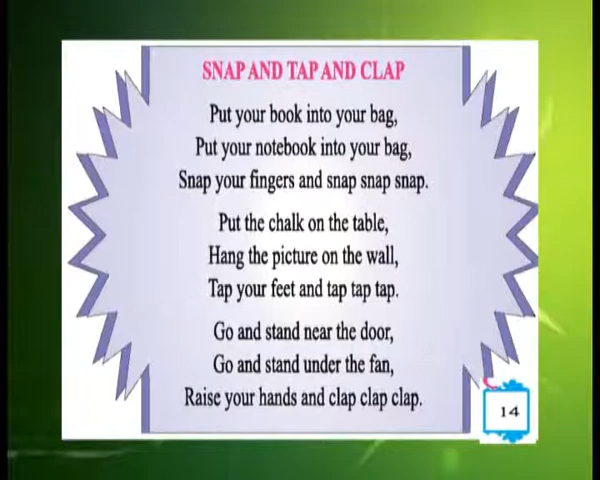 SNAP AND TAP AND CLAP
Put your book into your bag,
Put your notebook into your bag,
Snap your fingers and snap snap snap.
Put the chalk on the table,
Hang the picture on the wall,
Tap your feet and tap tap tap.
Go and stand near the door,
Go and stand under the fan,
Raise your hands and clap clap clap.
14